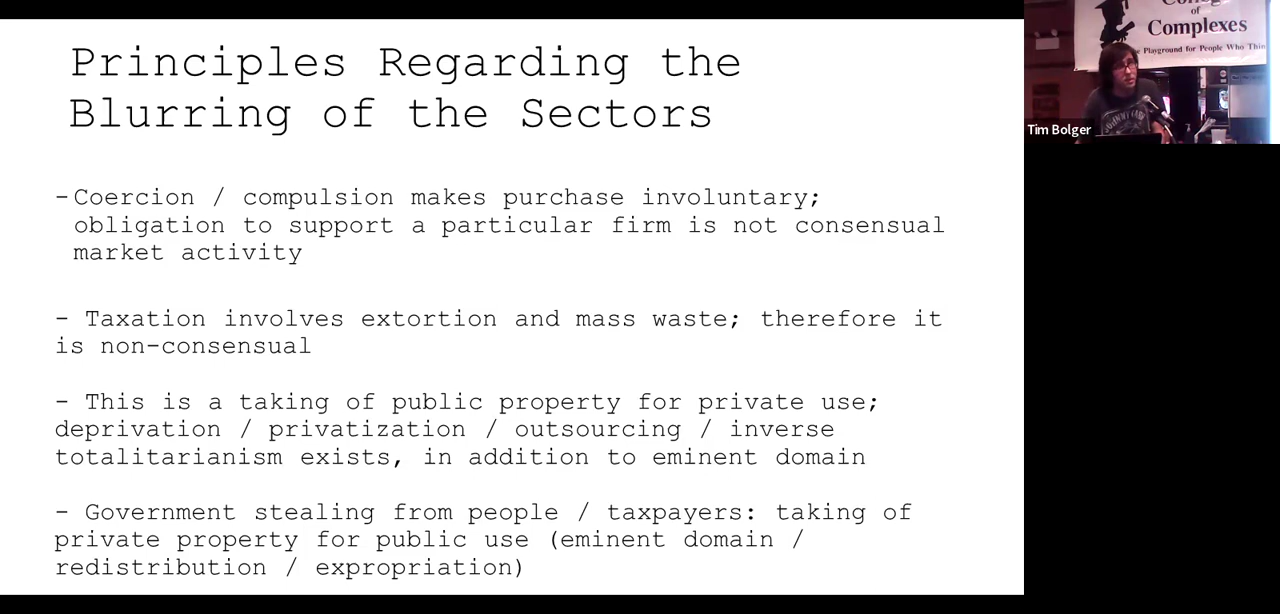 Principles Regarding the
Blurring of the Sectors
-Coercion / compulsion makes purchase involuntary;
obligation to support a particular firm is not consensual
market activity
- Taxation involves extortion and mass waste; therefore it
is non-consensual
- This is a taking of public property for private use;
deprivation / privatization / outsourcing / inverse
totalitarianism exists, in addition to eminent domain
- Government stealing from people / taxpayers: taking of
private property for public use (eminent domain /
redistribution / expropriation)
of
Complexes
Playground for People Who
Tim Bolger